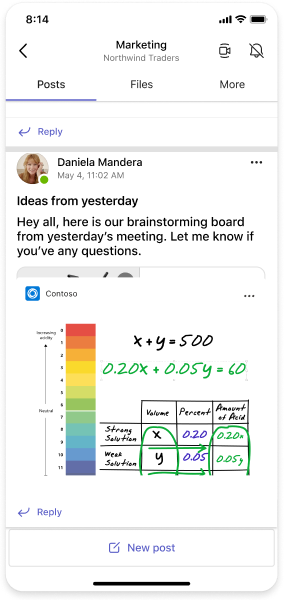 8:14
Marketing
Northwind Traders
Posts Files More
Reply
Daniela Mandera
May 4, 11:02 AM
Ideas from yesterday
Hey all, here is our brainstorming board
from yesterday's meeting. Let me know if
you've any questions.
Contoso
Increasing
acidity
Neutral
0
1
2
3
4
5
6
7
8
9
10
11
x + y = 500
0.20x + 0.05y = 60
Volume Percent Amount of Acid
Strong Solution x 0.20 0.20x
Weak Solution y 0.05 0.05y
Reply
New post